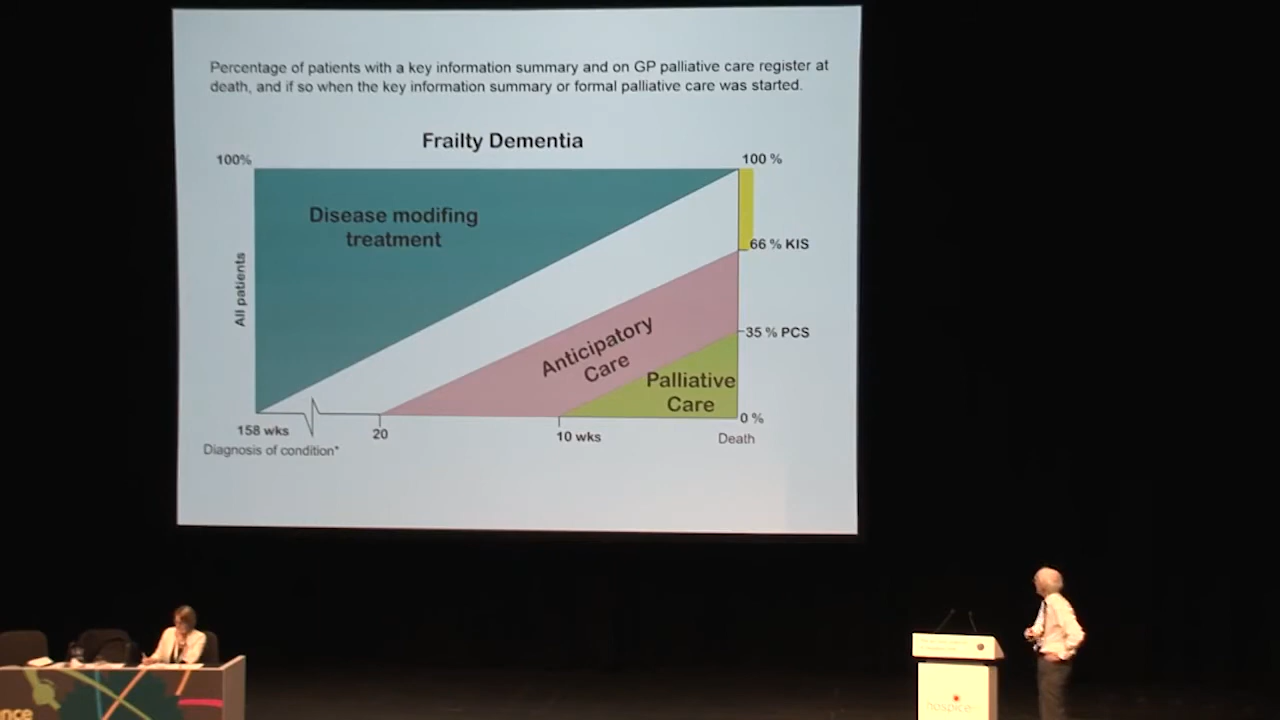 Percentage of patients with a key information summary and on GP palliative care register at
death, and if so when the key information summary or formal palliative care was started.
Frailty Dementia
100%
100 %
Disease modifing
treatment
All patients
66 % KIS
Anticipatory
Care
35 % PCS
Palliative
Care
0 %
158 wks
20
10 wks
Death
Diagnosis of condition*
hospice
nce